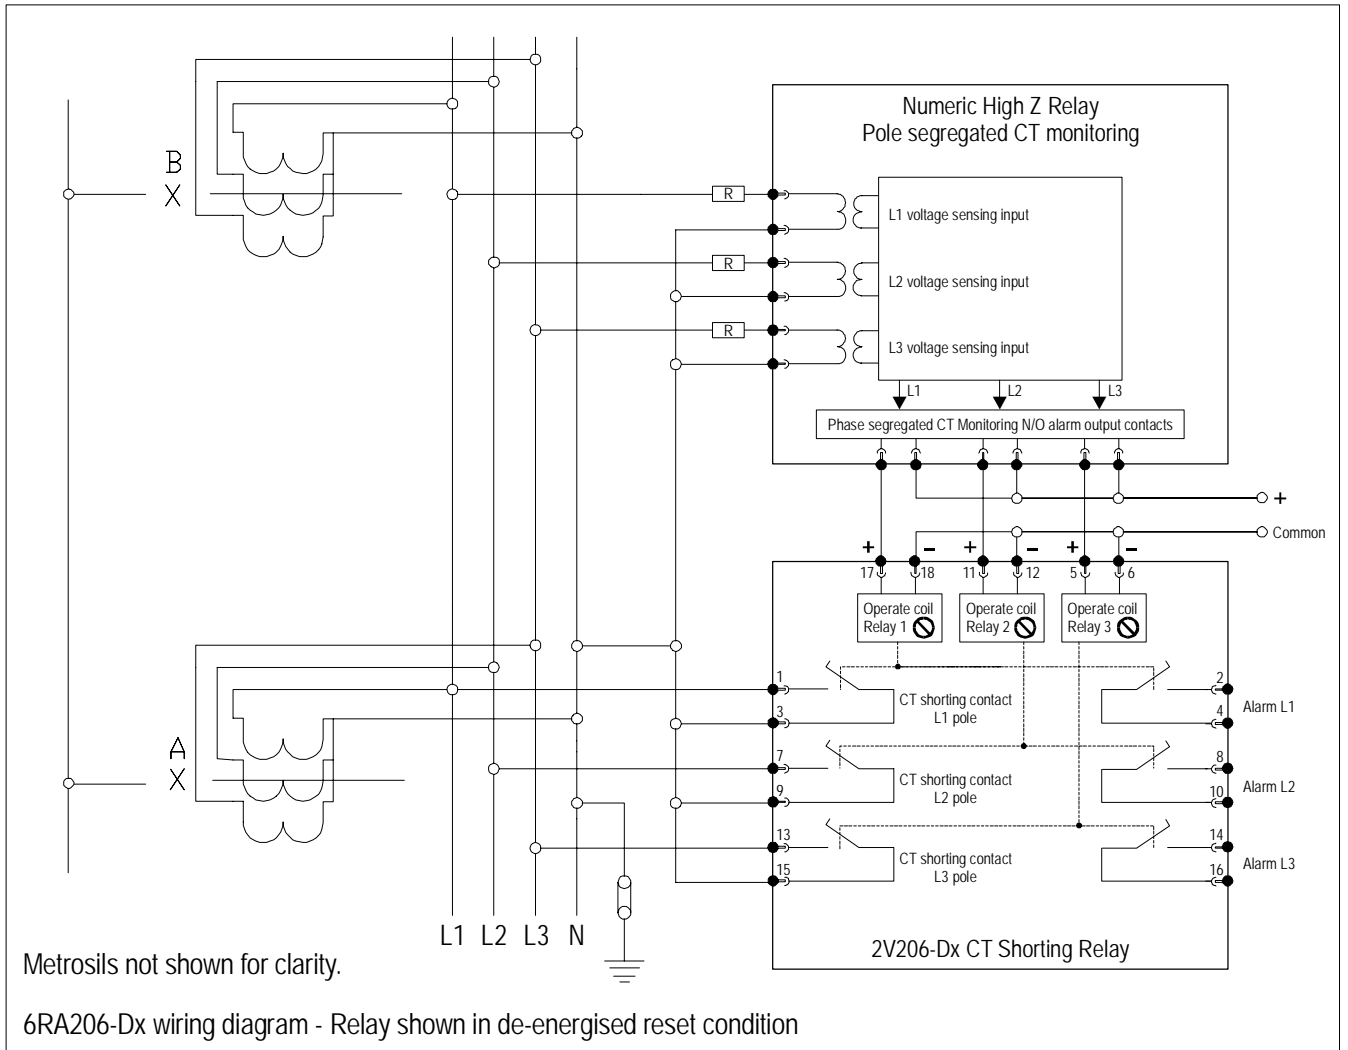 Numeric High Z Relay
Pole segregated CT monitoring
B
X
R
L1 voltage sensing input
R
L2 voltage sensing input
R
L3 voltage sensing input
L1
L2
L3
Phase segregated CT Monitoring N/O alarm output contacts
+
Common
+
–
+
–
+
–
17
18
11
12
5
6
Operate coil
Relay 1
Operate coil
Relay 2
Operate coil
Relay 3
1
CT shorting contact
L1 pole
3
2
4
Alarm L1
A
X
7
CT shorting contact
L2 pole
9
8
10
Alarm L2
13
CT shorting contact
L3 pole
15
14
16
Alarm L3
L1 L2 L3 N
2V206-Dx CT Shorting Relay
Metrosils not shown for clarity.
6RA206-Dx wiring diagram - Relay shown in de-energised reset condition